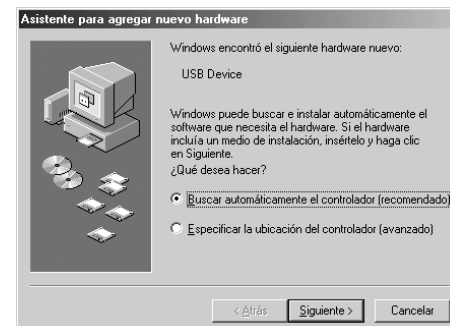 Asistente para agregar nuevo hardware
Windows encontró el siguiente hardware nuevo:
USB Device
Windows puede buscar e instalar automáticamente el
software que necesita el hardware. Si el hardware
incluía un medio de instalación, insértelo y haga clic
en Siguiente.
¿Qué desea hacer?
Buscar automáticamente el controlador (recomendado)
Especificar la ubicación del controlador (avanzado)
< Atrás
Siguiente >
Cancelar